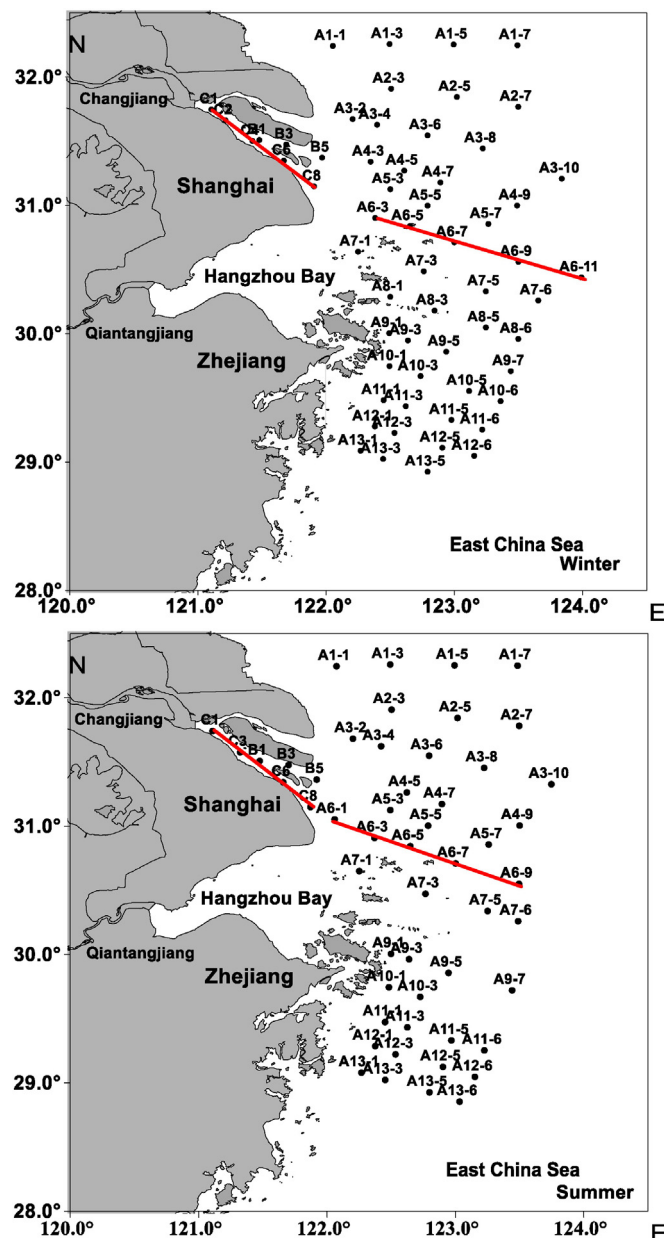 N
A1-1 A1-3 A1-5 A1-7
32.0°
A2-3 A2-5 A2-7
Changjiang C1
C2
A3-2 A3-4 A3-6 A3-8 A3-10
B1 B3 B5
C6 C8
A4-3 A4-5 A4-7 A4-9
Shanghai
A5-3 A5-5 A5-7
31.0°
A6-3 A6-5 A6-7 A6-9 A6-11
A7-1 A7-3 A7-5 A7-6
Hangzhou Bay
A8-1 A8-3 A8-5 A8-6
30.0°
Qiantangjiang
A9-1 A9-3 A9-5 A9-7
Zhejiang
A10-1 A10-3 A10-5 A10-6
A11-1 A11-3 A11-5 A11-6
A12-1 A12-3 A12-5 A12-6
A13-1 A13-3 A13-5
29.0°
East China Sea
Winter
28.0°
120.0° 121.0° 122.0° 123.0° 124.0° E
N
A1-1 A1-3 A1-5 A1-7
32.0°
A2-3 A2-5 A2-7
Changjiang C1
A3-2 A3-4 A3-6 A3-8 A3-10
C3 B1 B3 B5
C6 C8
A4-5 A4-7 A4-9
Shanghai
A5-3 A5-5 A5-7
31.0°
A6-1 A6-3 A6-5 A6-7 A6-9
A7-1 A7-3 A7-5 A7-6
Hangzhou Bay
30.0°
Qiantangjiang
A9-1 A9-3 A9-5 A9-7
Zhejiang
A10-1 A10-3
A11-1 A11-3 A11-5 A11-6
A12-1 A12-3 A12-5 A12-6
A13-1 A13-3 A13-5 A13-6
29.0°
East China Sea
Summer
28.0°
120.0° 121.0° 122.0° 123.0° 124.0° E